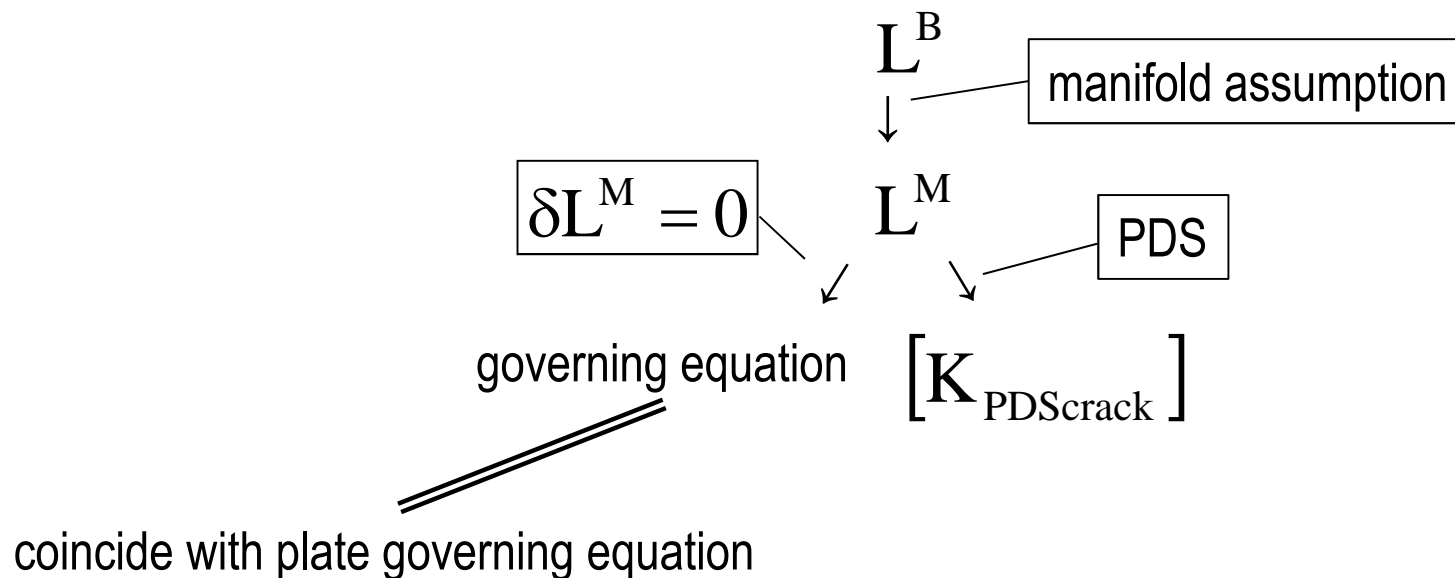 L^B
manifold assumption
δL^M = 0
L^M
PDS
governing equation
[K_PDScrack]
coincide with plate governing equation